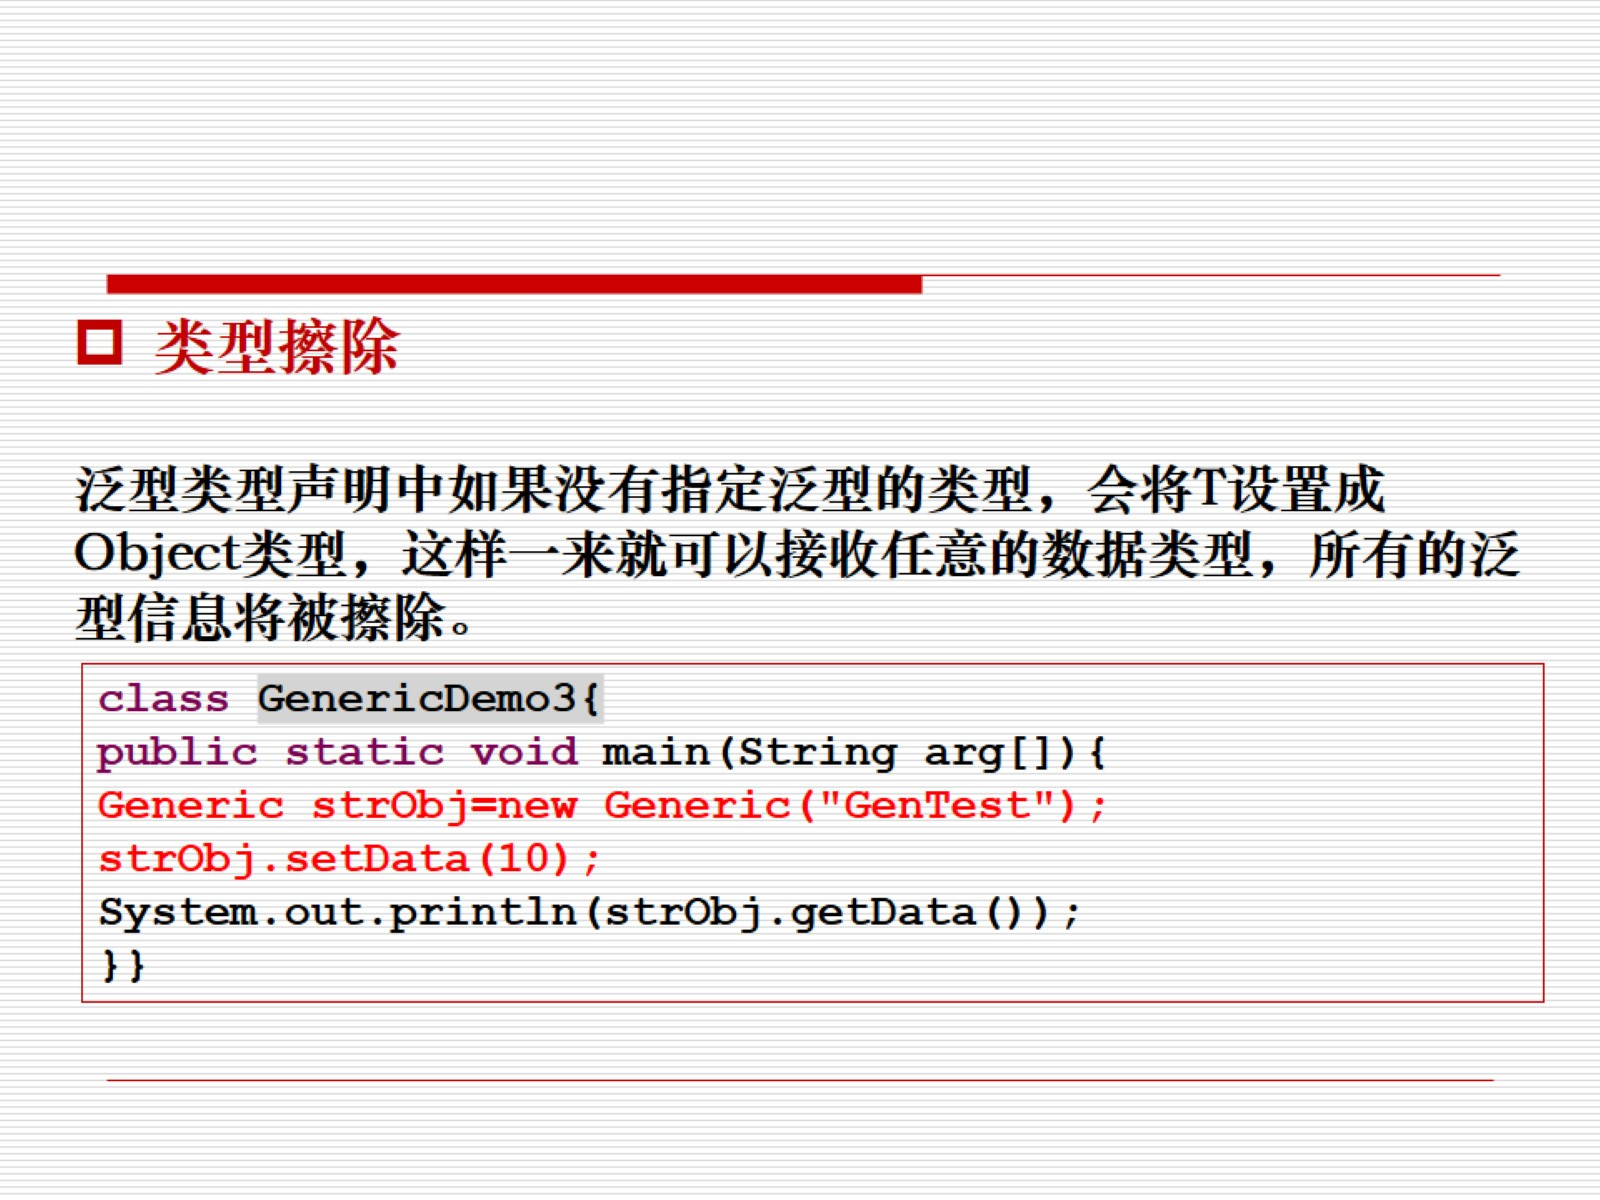 类型擦除
泛型类型声明中如果没有指定泛型的类型，会将T设置成
Object类型，这样一来就可以接收任意的数据类型，所有的泛
型信息将被擦除。
class GenericDemo3{
public static void main(String arg[]){
Generic strObj=new Generic("GenTest");
strObj.setData(10);
System.out.println(strObj.getData());
}}